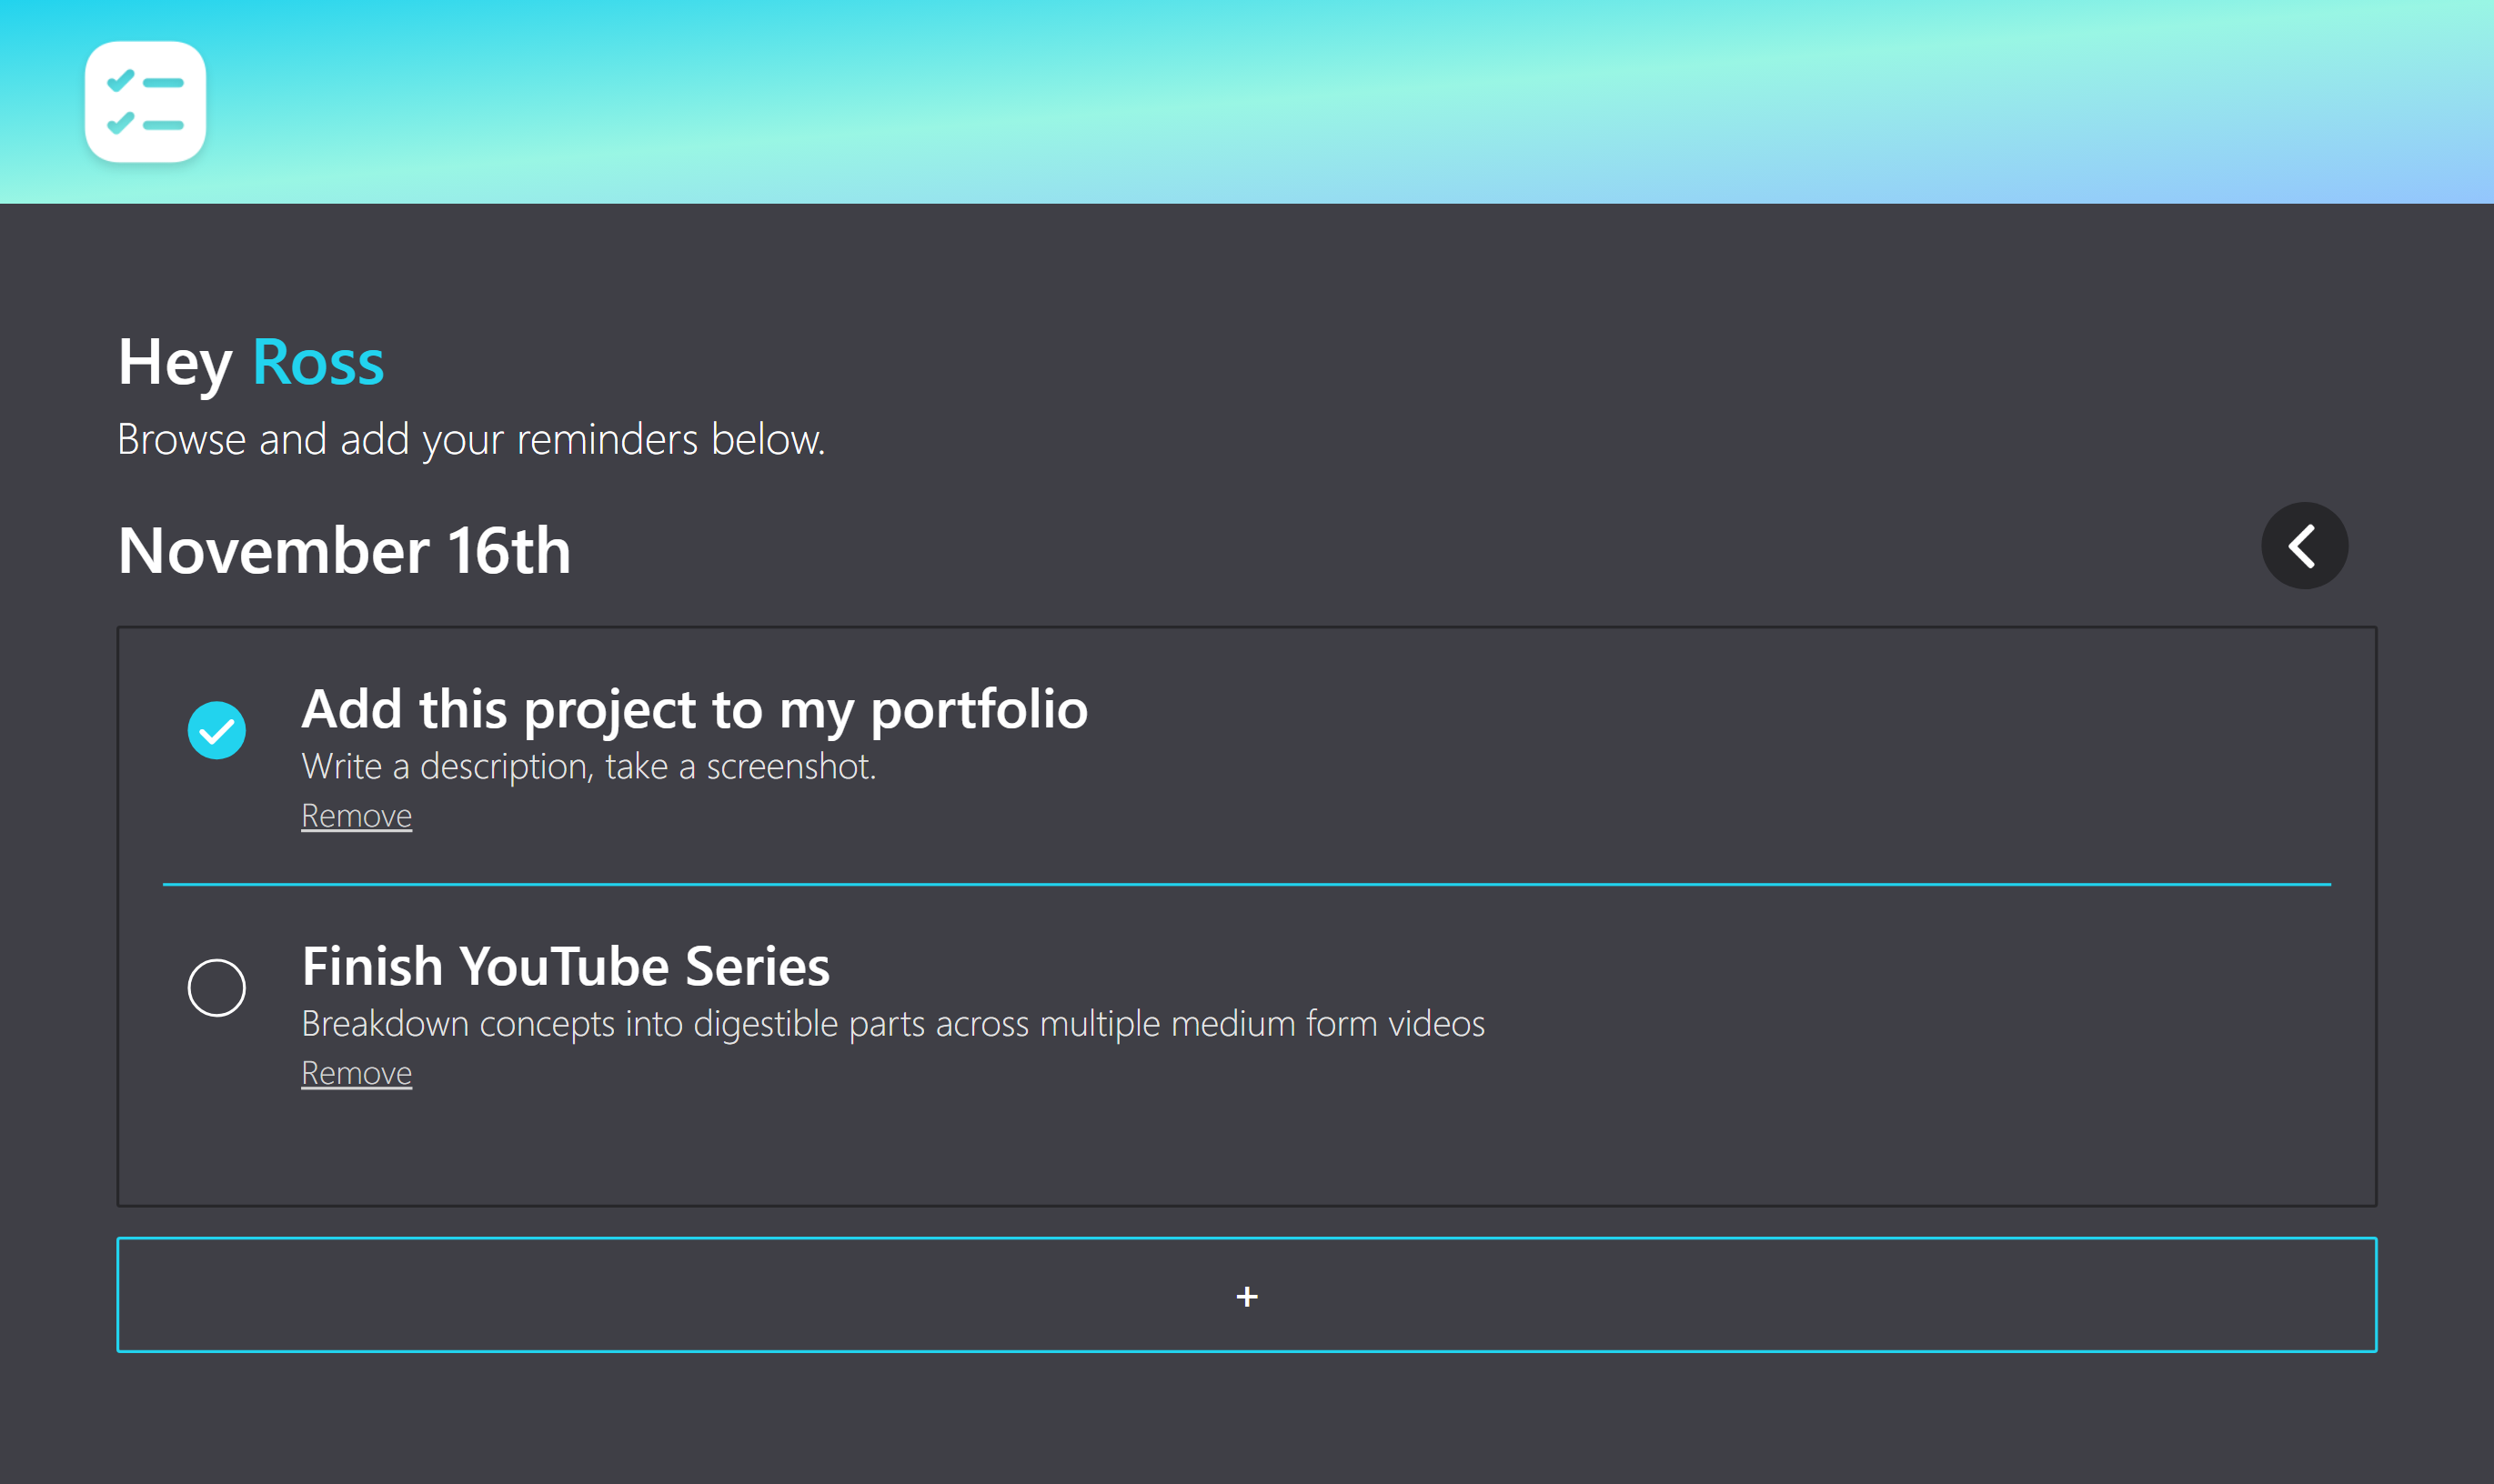 Hey Ross
Browse and add your reminders below.
November 16th
Add this project to my portfolio
Write a description, take a screenshot.
Remove
Finish YouTube Series
Breakdown concepts into digestible parts across multiple medium form videos
Remove
+